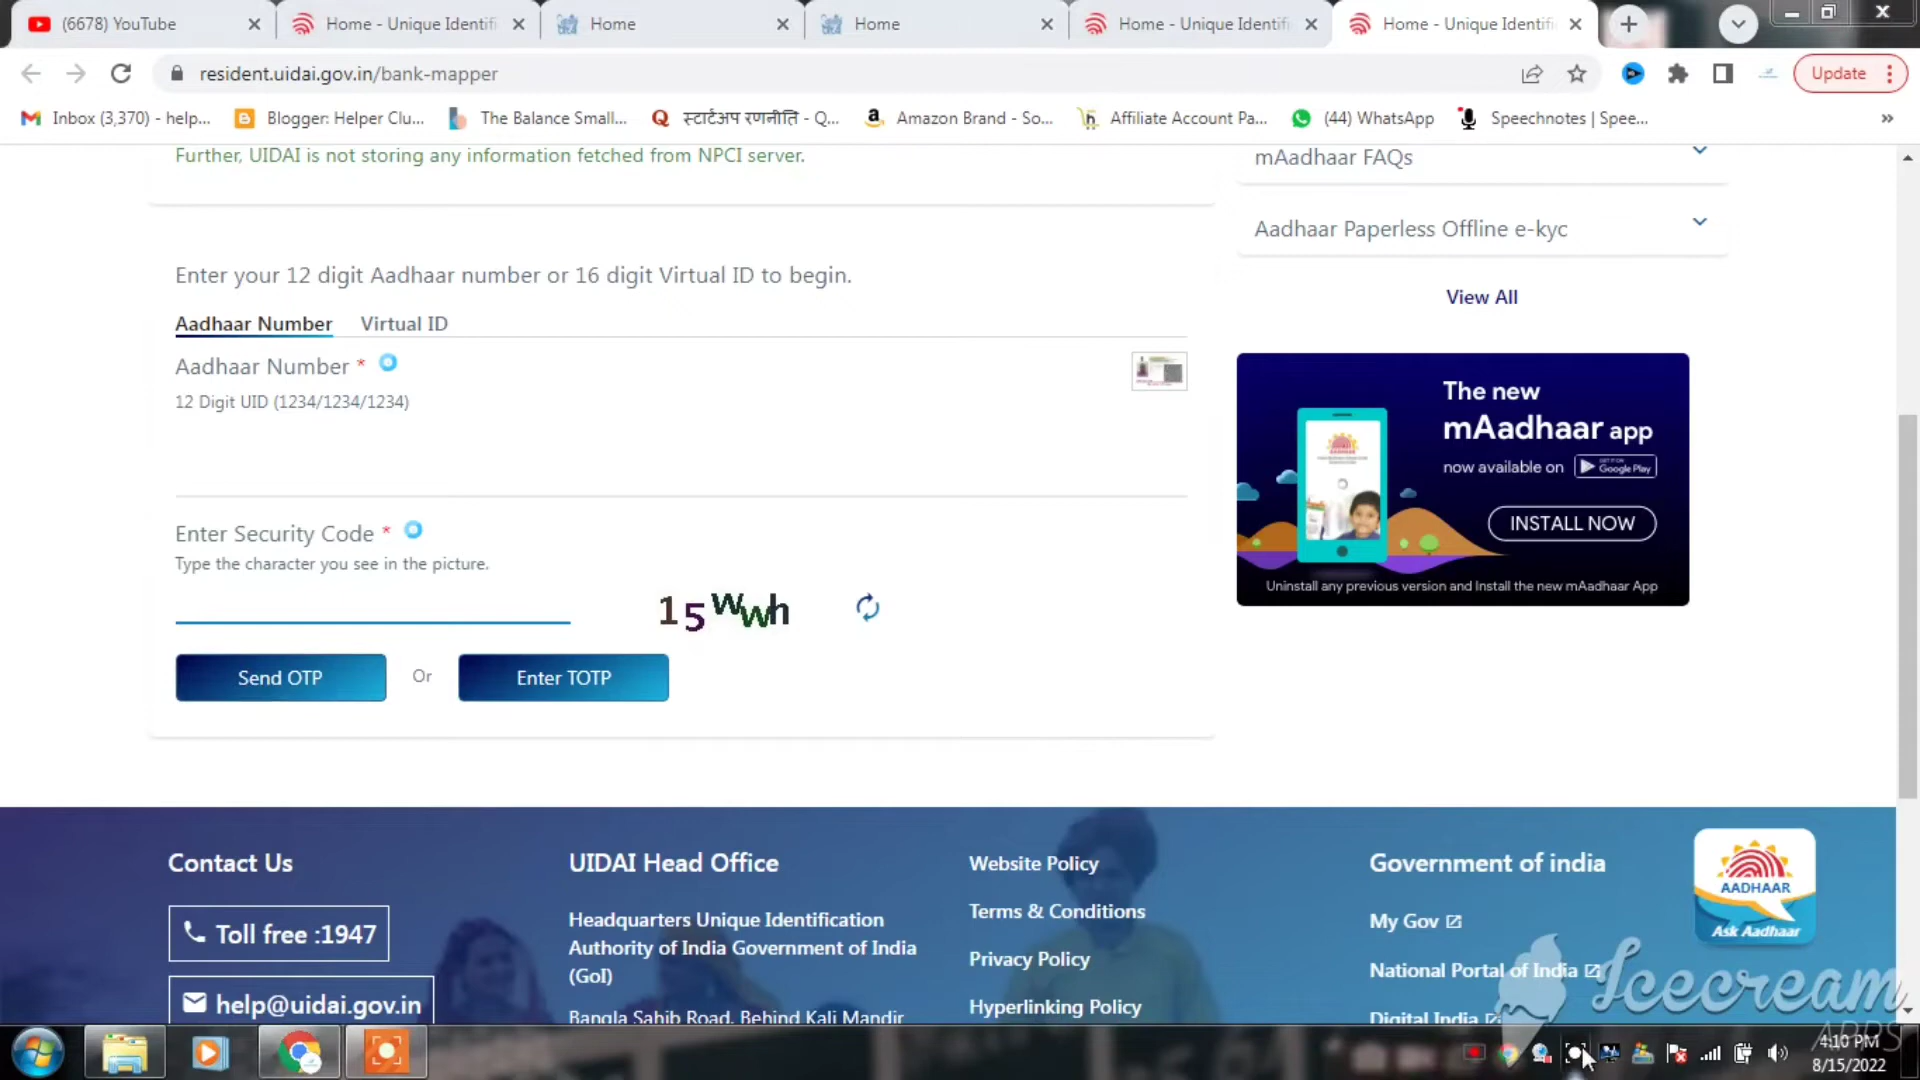 (6678) YouTube
Home - Unique Identifi
Home
Home
Home - Unique Identifi
Home - Unique Identifi
resident.uidai.gov.in/bank-mapper
Update
Inbox (3,370) - help...
Blogger: Helper Clu...
The Balance Small...
स्टार्टअप रणनीति - Q...
Amazon Brand - So...
Affiliate Account Pa...
(44) WhatsApp
Speechnotes | Spee...
»
Further, UIDAI is not storing any information fetched from NPCI server.
mAadhaar FAQs
Aadhaar Paperless Offline e-kyc
View All
Enter your 12 digit Aadhaar number or 16 digit Virtual ID to begin.
Aadhaar Number Virtual ID
Aadhaar Number *
12 Digit UID (1234/1234/1234)
Enter Security Code *
Type the character you see in the picture.
15WWh
Send OTP
Or
Enter TOTP
The new
mAadhaar app
now available on
GET IT ON
Google Play
INSTALL NOW
Uninstall any previous version and Install the new mAadhaar App
Contact Us
Toll free :1947
help@uidai.gov.in
UIDAI Head Office
Headquarters Unique Identification
Authority of India Government of India
(GoI)
Bangla Sahib Road, Behind Kali Mandir
Website Policy
Terms & Conditions
Privacy Policy
Hyperlinking Policy
Government of india
My Gov
National Portal of India
Digital India
AADHAAR
Ask Aadhaar
Icecream
APPS
4:10 PM
8/15/2022